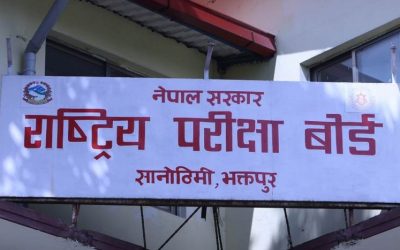 नेपाल सरकार
राष्ट्रिय परीक्षा बोर्ड
सानोठिमी, भक्तपुर